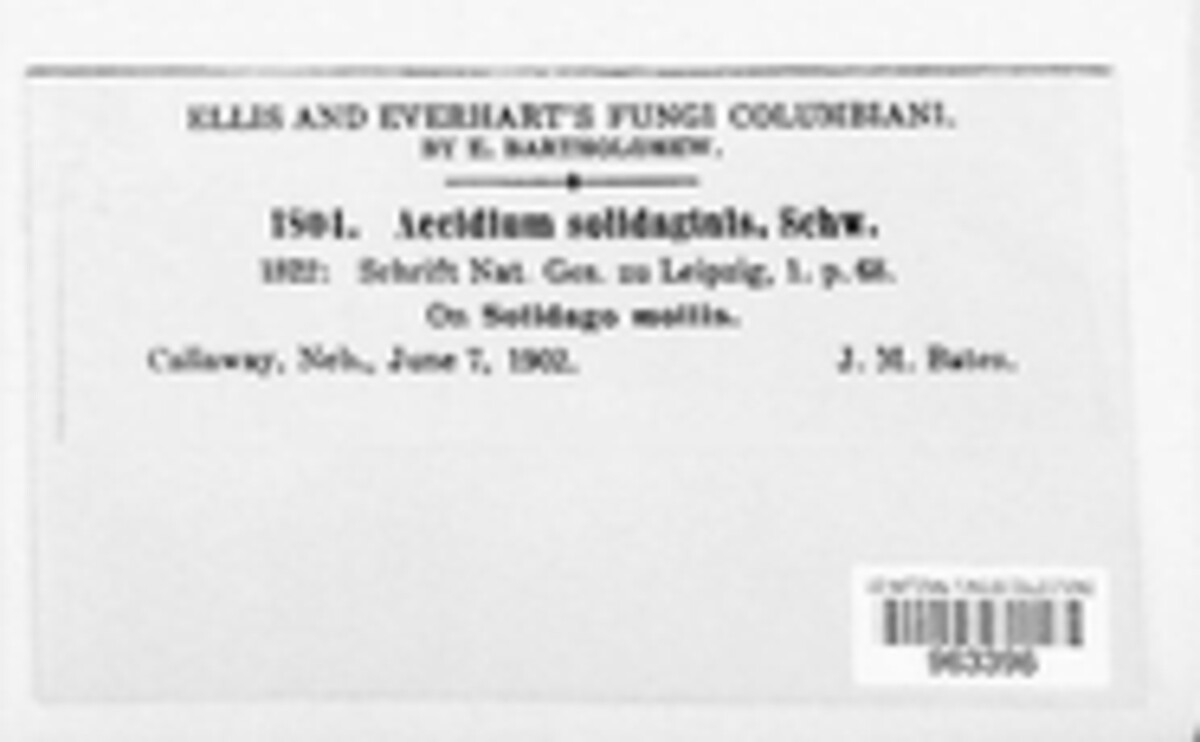 ELLIS AND EVERHART'S FUNGI COLUMBIANI.
BY E. BARTHOLOMEW.
1801. Aecidium solidaginis, Schw.
1822: Schrift Nat. Ges. zu Leipzig, 1. p. 68.
On Solidago mollis.
Callaway, Neb., June 7, 1902. J. M. Bates.
963396